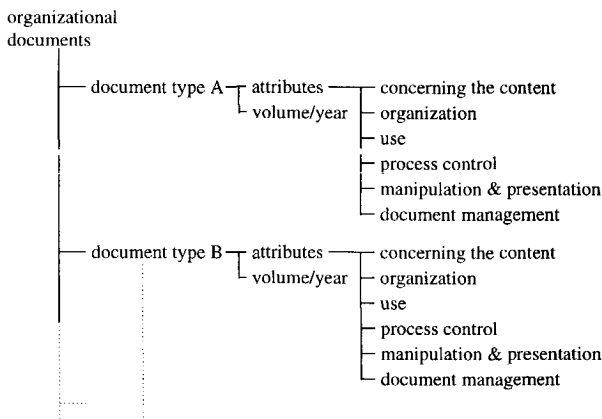 organizational
documents
document type A attributes concerning the content
volume/year organization
use
process control
manipulation & presentation
document management
document type B attributes concerning the content
volume/year organization
use
process control
manipulation & presentation
document management